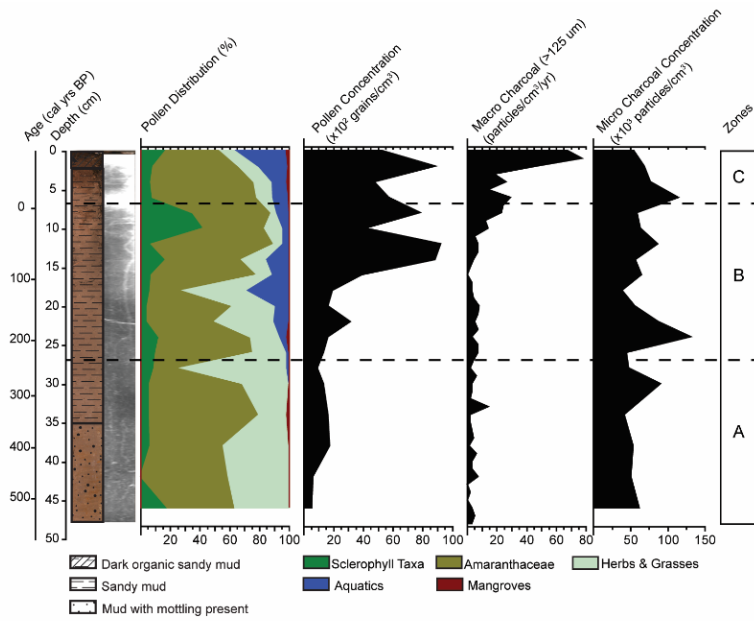 Age (cal yrs BP)
Depth (cm)
Pollen Distribution (%)
Pollen Concentration
(x10² grains/cm³)
Macro Charcoal (>125 um)
(particles/cm³/yr)
Micro Charcoal Concentration
(x10³ particles/cm³)
Zones
0
100
200
300
400
500
0
5
10
15
20
25
30
35
40
45
50
20 40 60 80 100
20 40 60 80 100
20 40 60 80
0 50 100 150
C
B
A
Dark organic sandy mud
Sandy mud
Mud with mottling present
Sclerophyll Taxa
Amaranthaceae
Herbs & Grasses
Aquatics
Mangroves